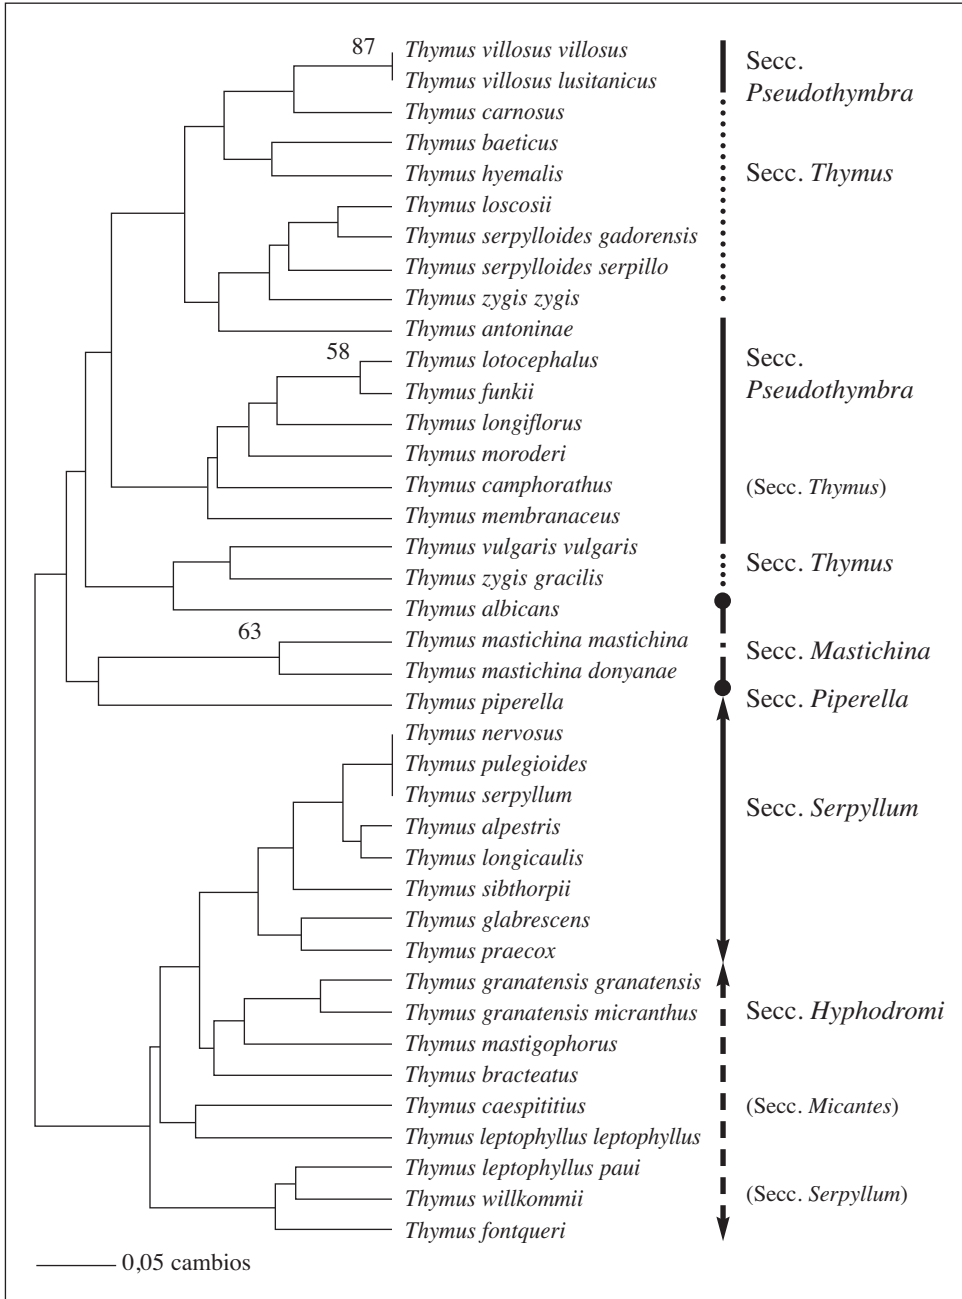 87
Thymus villosus villosus
Thymus villosus lusitanicus
Thymus carnosus
Thymus baeticus
Thymus hyemalis
Thymus loscosii
Thymus serpylloides gadorensis
Thymus serpylloides serpillo
Thymus zygis zygis
Thymus antoninae
58
Thymus lotocephalus
Thymus funkii
Thymus longiflorus
Thymus moroderi
Thymus camphorathus
Thymus membranaceus
Thymus vulgaris vulgaris
Thymus zygis gracilis
Thymus albicans
63
Thymus mastichina mastichina
Thymus mastichina donyanae
Thymus piperella
Thymus nervosus
Thymus pulegioides
Thymus serpyllum
Thymus alpestris
Thymus longicaulis
Thymus sibthorpii
Thymus glabrescens
Thymus praecox
Thymus granatensis granatensis
Thymus granatensis micranthus
Thymus mastigophorus
Thymus bracteatus
Thymus caespititius
Thymus leptophyllus leptophyllus
Thymus leptophyllus paui
Thymus willkommii
Thymus fontqueri
Secc.
Pseudothymbra
Secc. Thymus
Secc.
Pseudothymbra
(Secc. Thymus)
Secc. Thymus
Secc. Mastichina
Secc. Piperella
Secc. Serpyllum
Secc. Hyphodromi
(Secc. Micantes)
(Secc. Serpyllum)
0,05 cambios